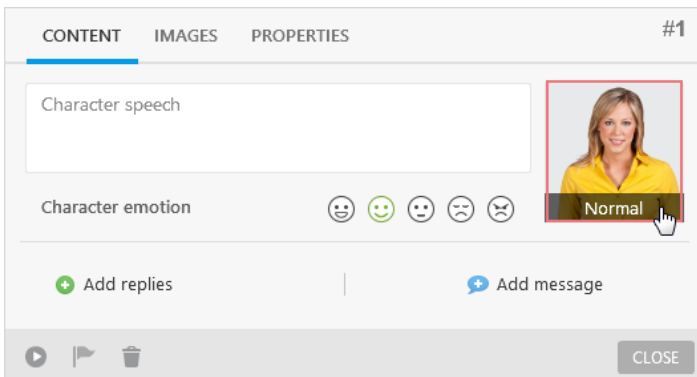 CONTENT IMAGES PROPERTIES #1
Character speech
Normal
Character emotion
Add replies Add message
CLOSE